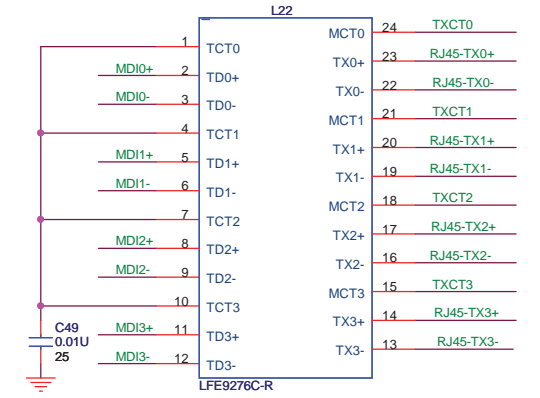 L22
1 TCT0 MCT0 24 TXCT0
MDI0+ 2 TD0+ TX0+ 23 RJ45-TX0+
MDI0- 3 TD0- TX0- 22 RJ45-TX0-
4 TCT1 MCT1 21 TXCT1
MDI1+ 5 TD1+ TX1+ 20 RJ45-TX1+
MDI1- 6 TD1- TX1- 19 RJ45-TX1-
7 TCT2 MCT2 18 TXCT2
MDI2+ 8 TD2+ TX2+ 17 RJ45-TX2+
MDI2- 9 TD2- TX2- 16 RJ45-TX2-
10 TCT3 MCT3 15 TXCT3
MDI3+ 11 TD3+ TX3+ 14 RJ45-TX3+
MDI3- 12 TD3- TX3- 13 RJ45-TX3-
C49
0.01U
25
LFE9276C-R